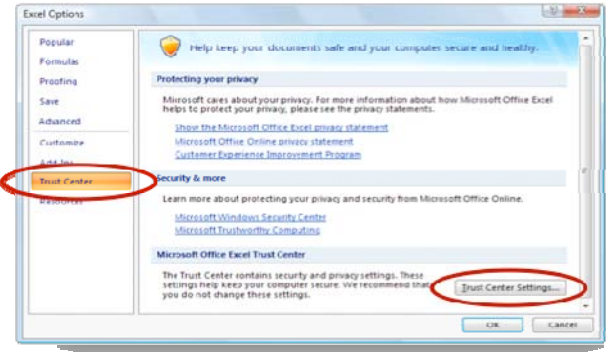 Excel Options
Popular
Formulas
Proofing
Save
Advanced
Customize
Add-Ins
Trust Center
Resources
Help keep your documents safe and your computer secure and healthy.
Protecting your privacy
Microsoft cares about your privacy. For more information about how Microsoft Office Excel
helps to protect your privacy, please see the privacy statements.
Show the Microsoft Office Excel privacy statement
Microsoft Office Online privacy statement
Customer Experience Improvement Program
Security & more
Learn more about protecting your privacy and security from Microsoft Office Online.
Microsoft Windows Security Center
Microsoft Trustworthy Computing
Microsoft Office Excel Trust Center
The Trust Center contains security and privacy settings. These
settings help keep your computer secure. We recommend that
you do not change these settings.
Trust Center Settings...
OK
Cancel